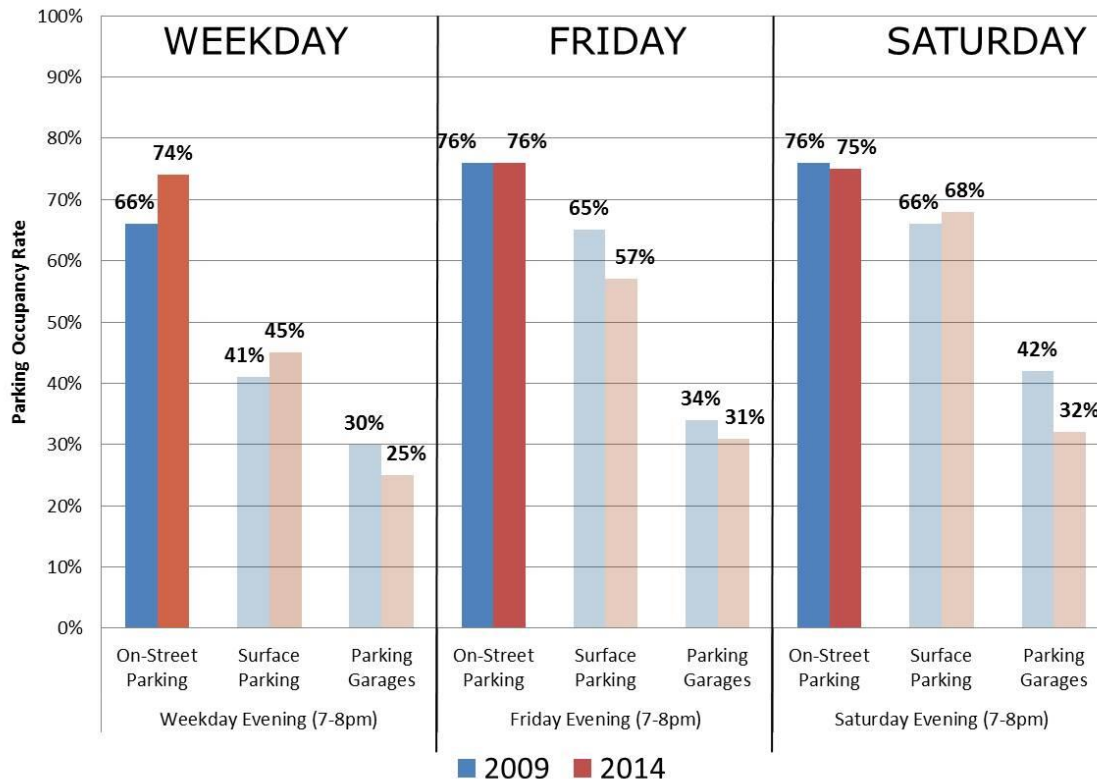 100%
90%
80%
70%
60%
50%
40%
30%
20%
10%
0%
Parking Occupancy Rate
WEEKDAY
FRIDAY
SATURDAY
66%
74%
41%
45%
30%
25%
76%
76%
65%
57%
34%
31%
76%
75%
66%
68%
42%
32%
On-Street
Parking
Surface
Parking
Parking
Garages
On-Street
Parking
Surface
Parking
Parking
Garages
On-Street
Parking
Surface
Parking
Parking
Garages
Weekday Evening (7-8pm)
Friday Evening (7-8pm)
Saturday Evening (7-8pm)
2009
2014